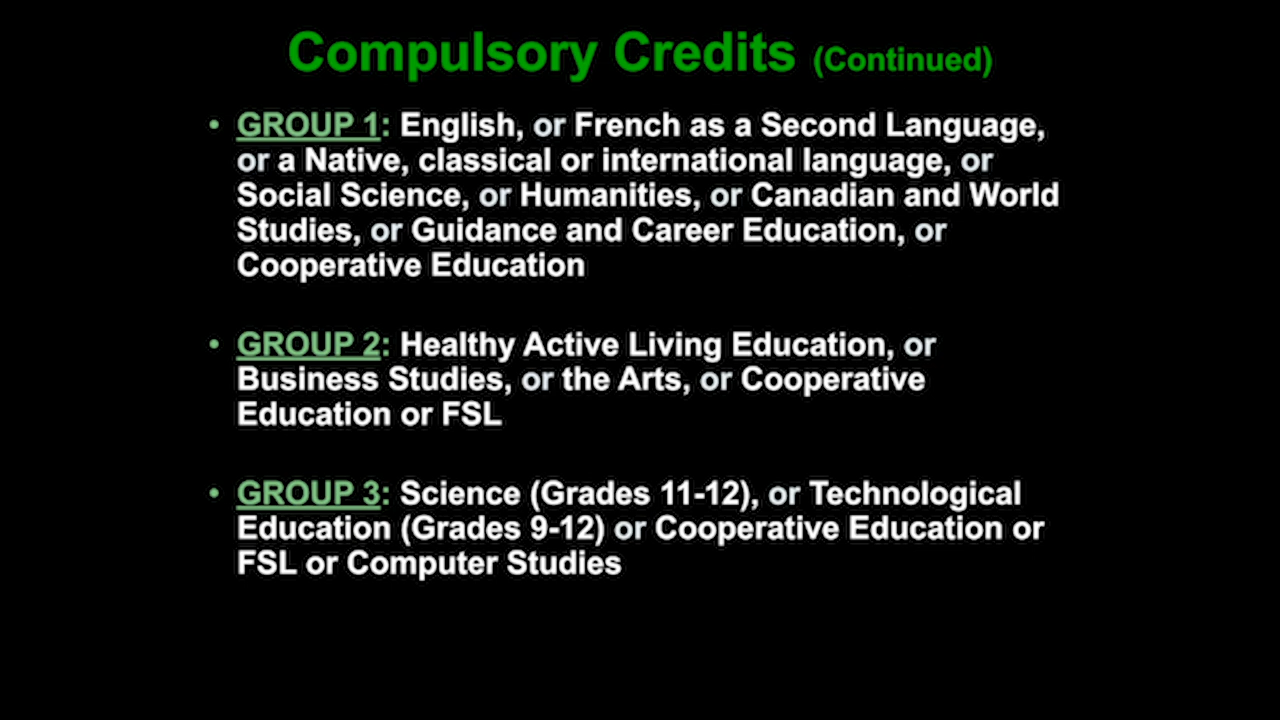 Compulsory Credits (Continued)
• GROUP 1: English, or French as a Second Language,
or a Native, classical or international language, or
Social Science, or Humanities, or Canadian and World
Studies, or Guidance and Career Education, or
Cooperative Education
• GROUP 2: Healthy Active Living Education, or
Business Studies, or the Arts, or Cooperative
Education or FSL
• GROUP 3: Science (Grades 11-12), or Technological
Education (Grades 9-12) or Cooperative Education or
FSL or Computer Studies